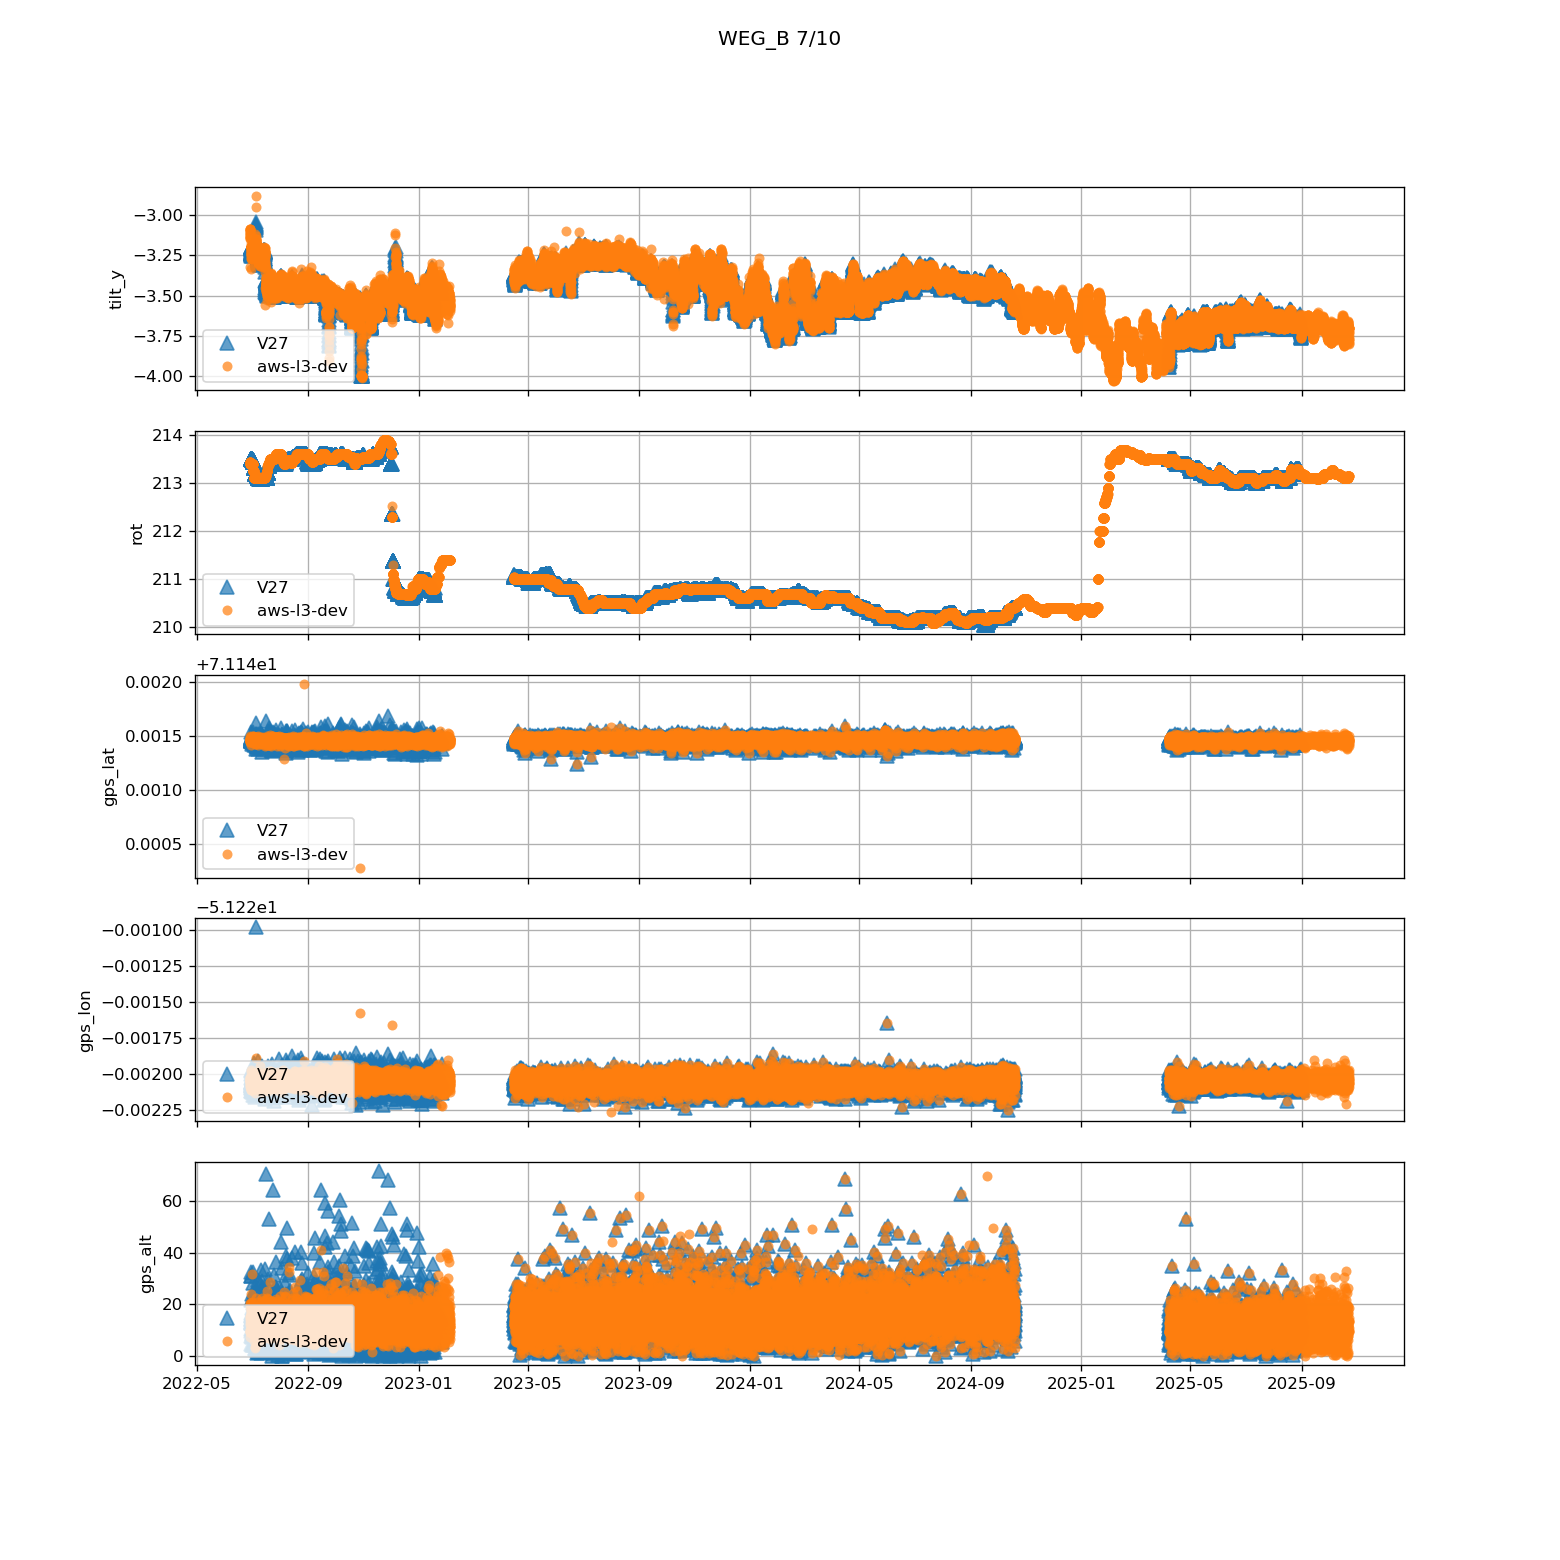 WEG_B 7/10
−3.00
−3.25
−3.50
−3.75
−4.00
tilt_y
V27
aws-l3-dev
214
213
212
211
210
rot
V27
aws-l3-dev
+7.114e1
0.0020
0.0015
0.0010
0.0005
gps_lat
V27
aws-l3-dev
−5.122e1
−0.00100
−0.00125
−0.00150
−0.00175
−0.00200
−0.00225
gps_lon
V27
aws-l3-dev
60
40
20
0
gps_alt
V27
aws-l3-dev
2022-05 2022-09 2023-01 2023-05 2023-09 2024-01 2024-05 2024-09 2025-01 2025-05 2025-09